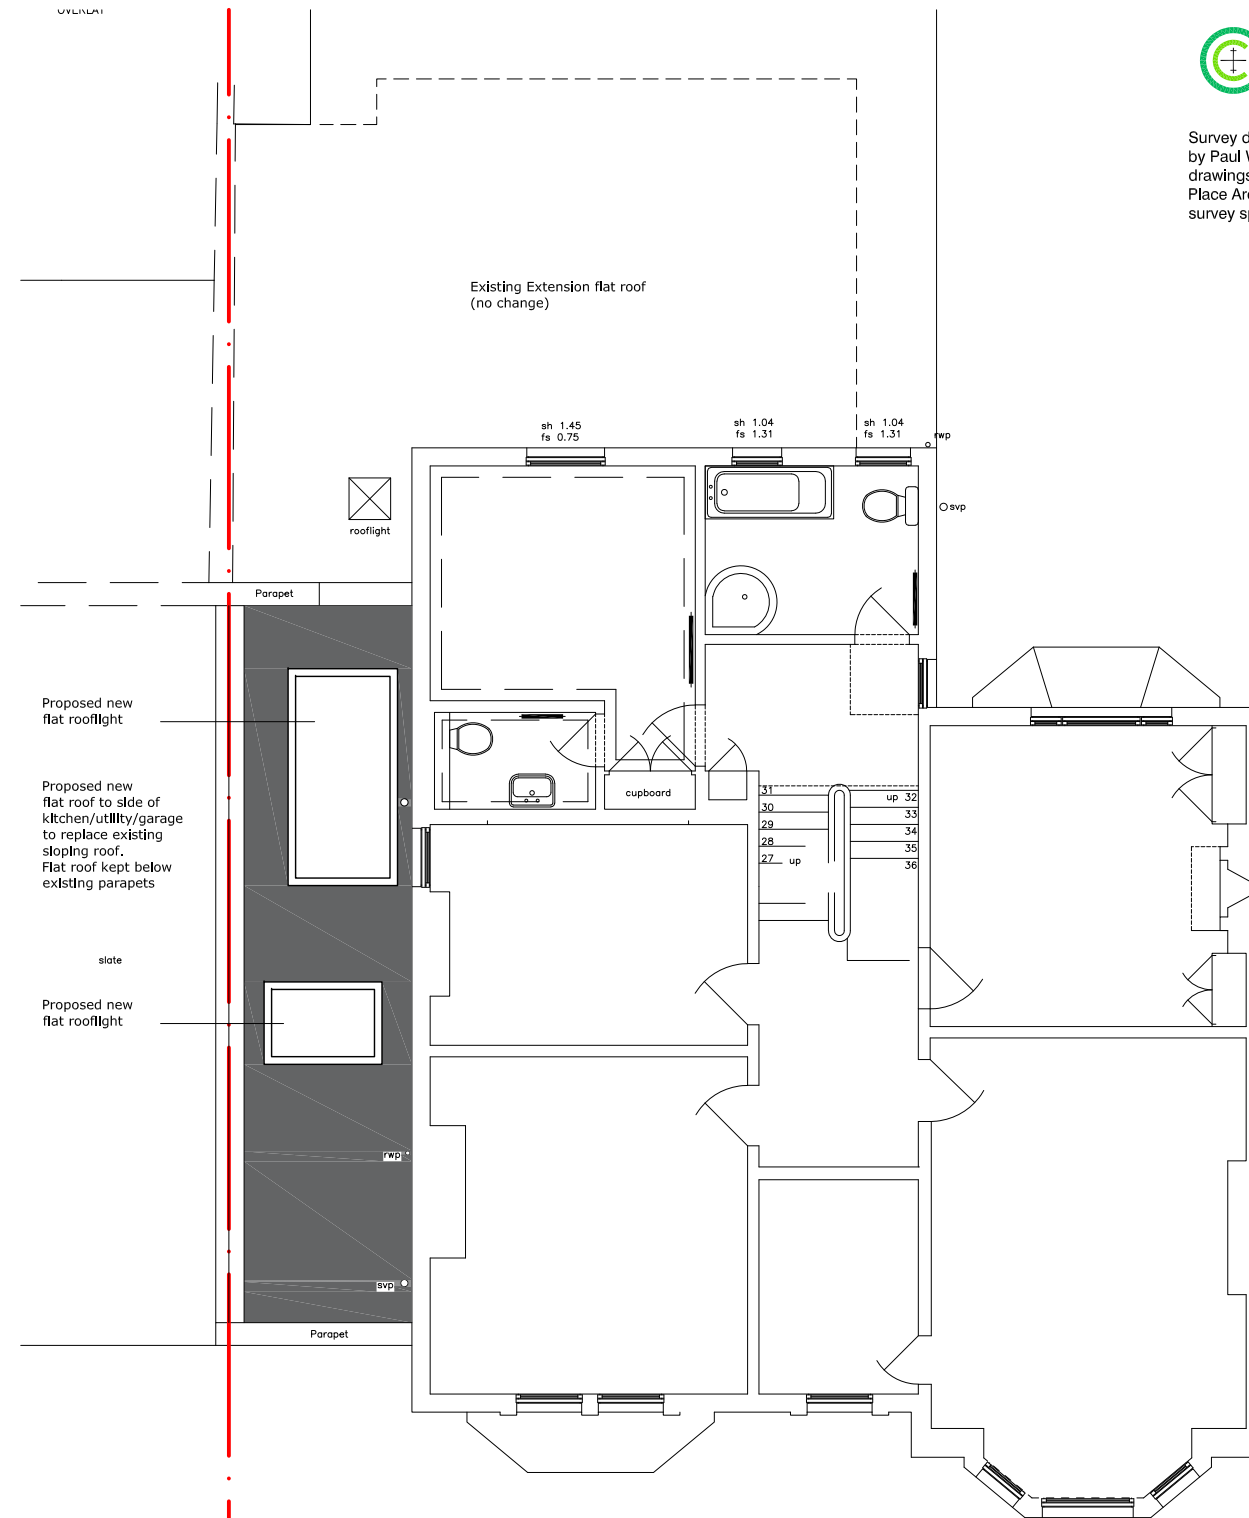 Survey d
by Paul
drawings
Place Arc
survey sp
Existing Extension flat roof
(no change)
sh 1.45
fs 0.75
sh 1.04
fs 1.31
sh 1.04
fs 1.31
rwp
svp
rooflight
Parapet
Proposed new
flat rooflight
Proposed new
flat roof to side of
kitchen/utility/garage
to replace existing
sloping roof.
Flat roof kept below
existing parapets
slate
Proposed new
flat rooflight
cupboard
31
30
29
28
27
up
up 32
33
34
35
36
rwp
svp
Parapet